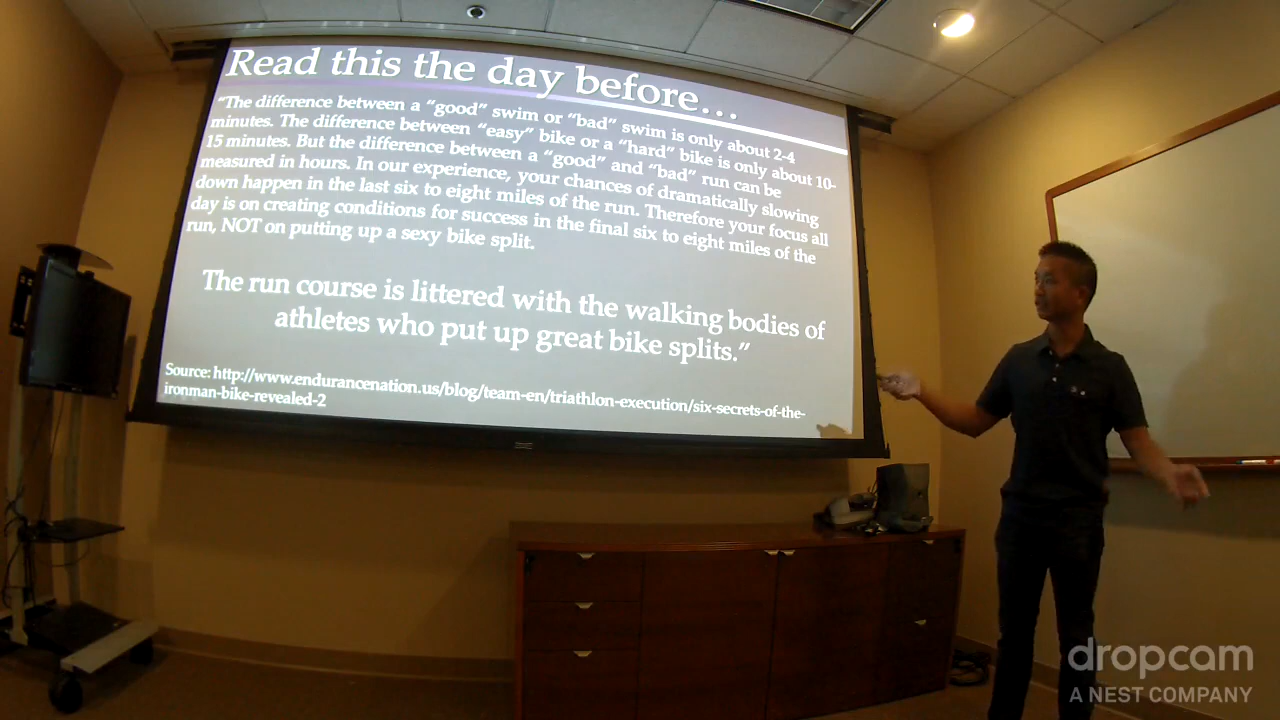 Read this the day before…
“The difference between a “good” swim or “bad” swim is only about 2-4
minutes. The difference between “easy” bike or a “hard” bike is only about 10-
15 minutes. But the difference between a “good” and “bad” run can be
measured in hours. In our experience, your chances of dramatically slowing
down happen in the last six to eight miles of the run. Therefore your focus all
day is on creating conditions for success in the final six to eight miles of the
run, NOT on putting up a sexy bike split.
The run course is littered with the walking bodies of
athletes who put up great bike splits.”
Source: http://www.endurancenation.us/blog/team-en/triathlon-execution/six-secrets-of-the-
ironman-bike-revealed-2
dropcam
A NEST COMPANY